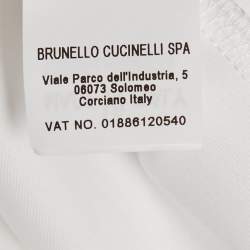 BRUNELLO CUCINELLI SPA
Viale Parco dell'Industria, 5
06073 Solomeo
Corciano Italy
VAT NO. 01886120540